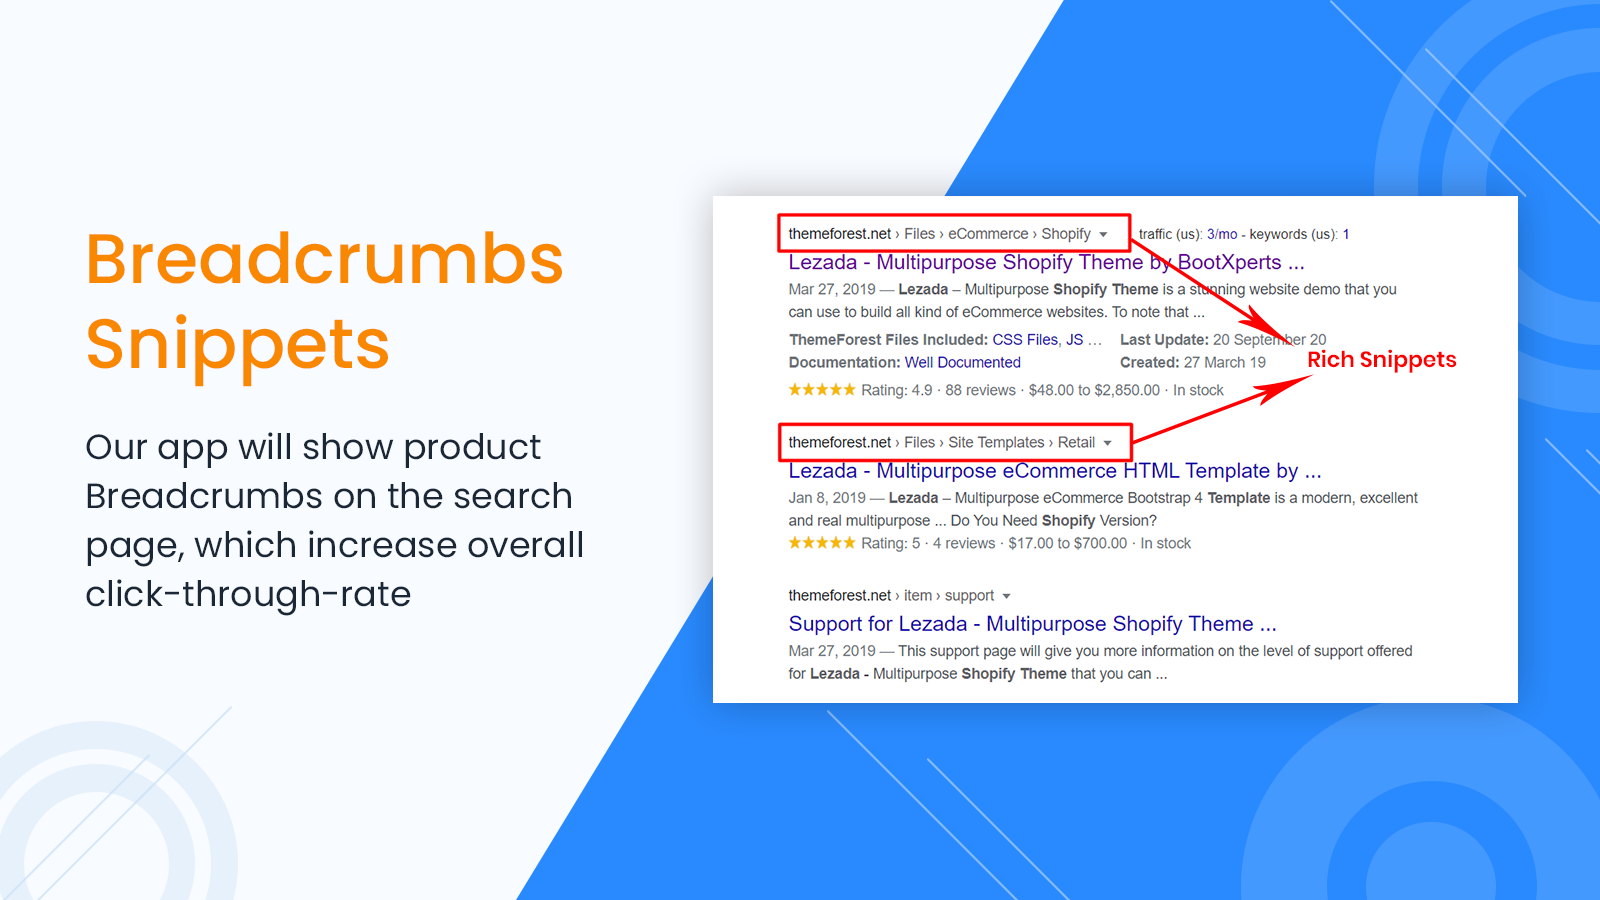 Breadcrumbs
Snippets
Our app will show product
Breadcrumbs on the search
page, which increase overall
click-through-rate
themeforest.net › Files › eCommerce › Shopify
traffic (us): 3/mo - keywords (us): 1
Lezada - Multipurpose Shopify Theme by BootXperts ...
Mar 27, 2019 — Lezada – Multipurpose Shopify Theme is a stunning website demo that you
can use to build all kind of eCommerce websites. To note that ...
ThemeForest Files Included: CSS Files, JS ... Last Update: 20 September 20
Documentation: Well Documented Created: 27 March 19
Rich Snippets
★★★★★ Rating: 4.9 · 88 reviews · $48.00 to $2,850.00 · In stock
themeforest.net › Files › Site Templates › Retail
Lezada - Multipurpose eCommerce HTML Template by ...
Jan 8, 2019 — Lezada – Multipurpose eCommerce Bootstrap 4 Template is a modern, excellent
and real multipurpose ... Do You Need Shopify Version?
★★★★★ Rating: 5 · 4 reviews · $17.00 to $700.00 · In stock
themeforest.net › item › support
Support for Lezada - Multipurpose Shopify Theme ...
Mar 27, 2019 — This support page will give you more information on the level of support offered
for Lezada - Multipurpose Shopify Theme that you can ...